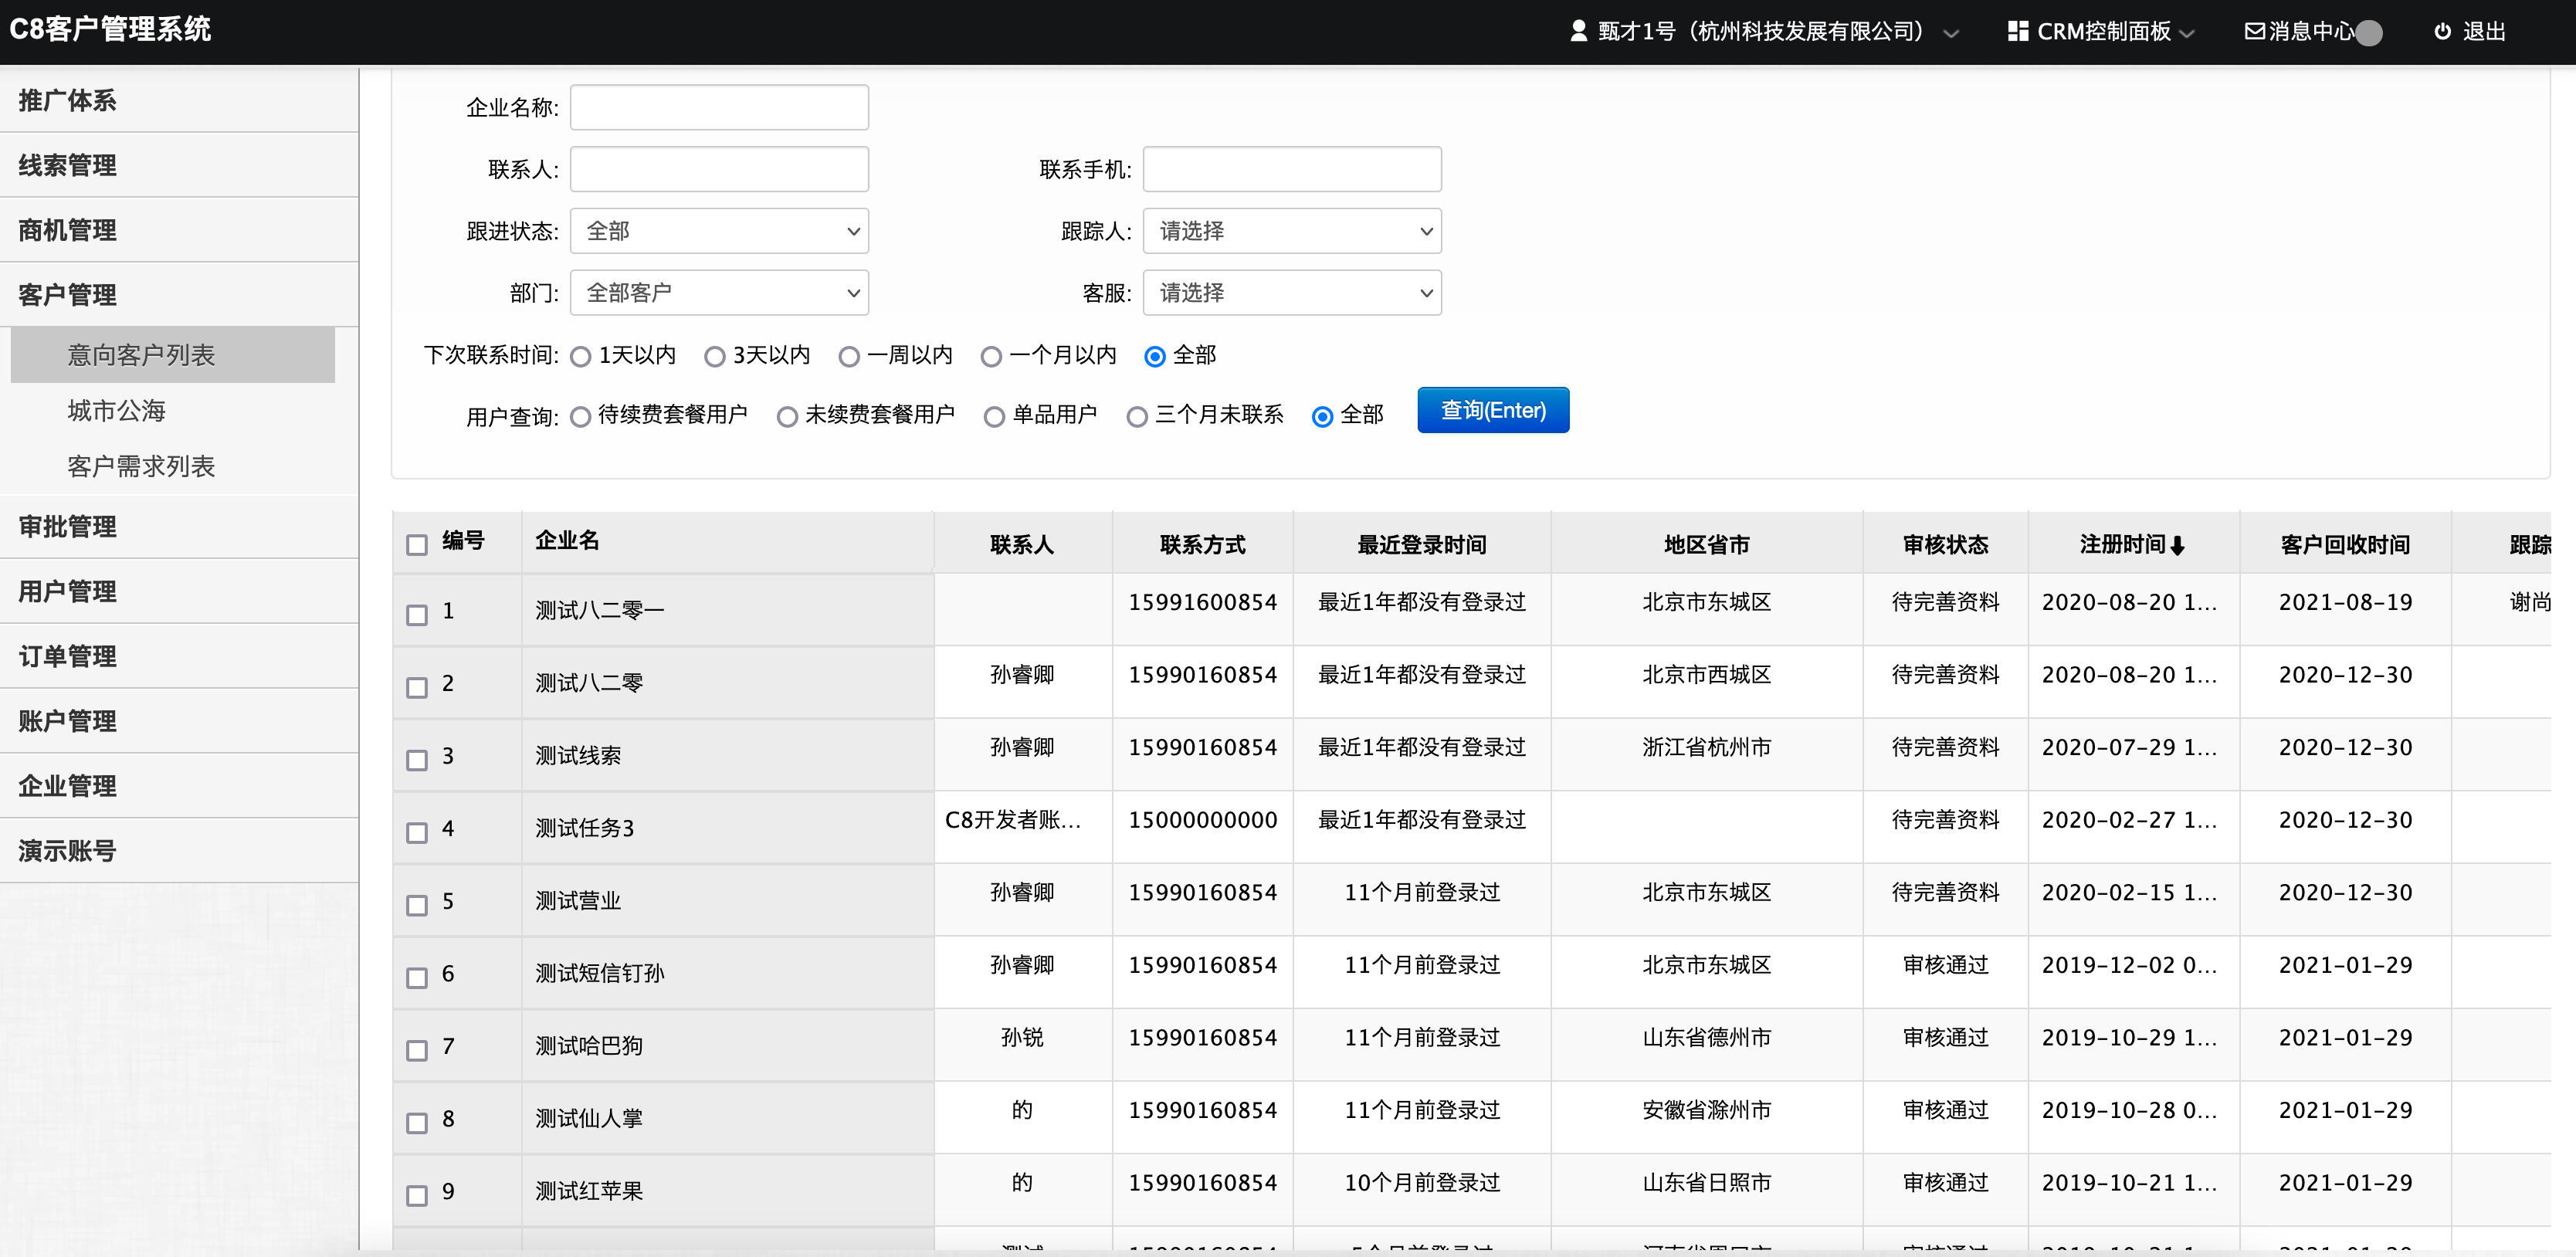 C8客户管理系统
甄才1号（杭州科技发展有限公司）
CRM控制面板
消息中心
退出
推广体系
线索管理
商机管理
客户管理
意向客户列表
城市公海
客户需求列表
审批管理
用户管理
订单管理
账户管理
企业管理
演示账号
企业名称:
联系人: 联系手机:
跟进状态: 全部 跟踪人: 请选择
部门: 全部客户 客服: 请选择
下次联系时间: 1天以内 3天以内 一周以内 一个月以内 全部
用户查询: 待续费套餐用户 未续费套餐用户 单品用户 三个月未联系 全部 查询(Enter)
编号 企业名 联系人 联系方式 最近登录时间 地区省市 审核状态 注册时间 客户回收时间 跟踪
1 测试八二零一 15991600854 最近1年都没有登录过 北京市东城区 待完善资料 2020-08-20 1... 2021-08-19 谢尚
2 测试八二零 孙睿卿 15990160854 最近1年都没有登录过 北京市西城区 待完善资料 2020-08-20 1... 2020-12-30
3 测试线索 孙睿卿 15990160854 最近1年都没有登录过 浙江省杭州市 待完善资料 2020-07-29 1... 2020-12-30
4 测试任务3 C8开发者账... 15000000000 最近1年都没有登录过 待完善资料 2020-02-27 1... 2020-12-30
5 测试营业 孙睿卿 15990160854 11个月前登录过 北京市东城区 待完善资料 2020-02-15 1... 2020-12-30
6 测试短信钉孙 孙睿卿 15990160854 11个月前登录过 北京市东城区 审核通过 2019-12-02 0... 2021-01-29
7 测试哈巴狗 孙锐 15990160854 11个月前登录过 山东省德州市 审核通过 2019-10-29 1... 2021-01-29
8 测试仙人掌 的 15990160854 11个月前登录过 安徽省滁州市 审核通过 2019-10-28 0... 2021-01-29
9 测试红苹果 的 15990160854 10个月前登录过 山东省日照市 审核通过 2019-10-21 1... 2021-01-29